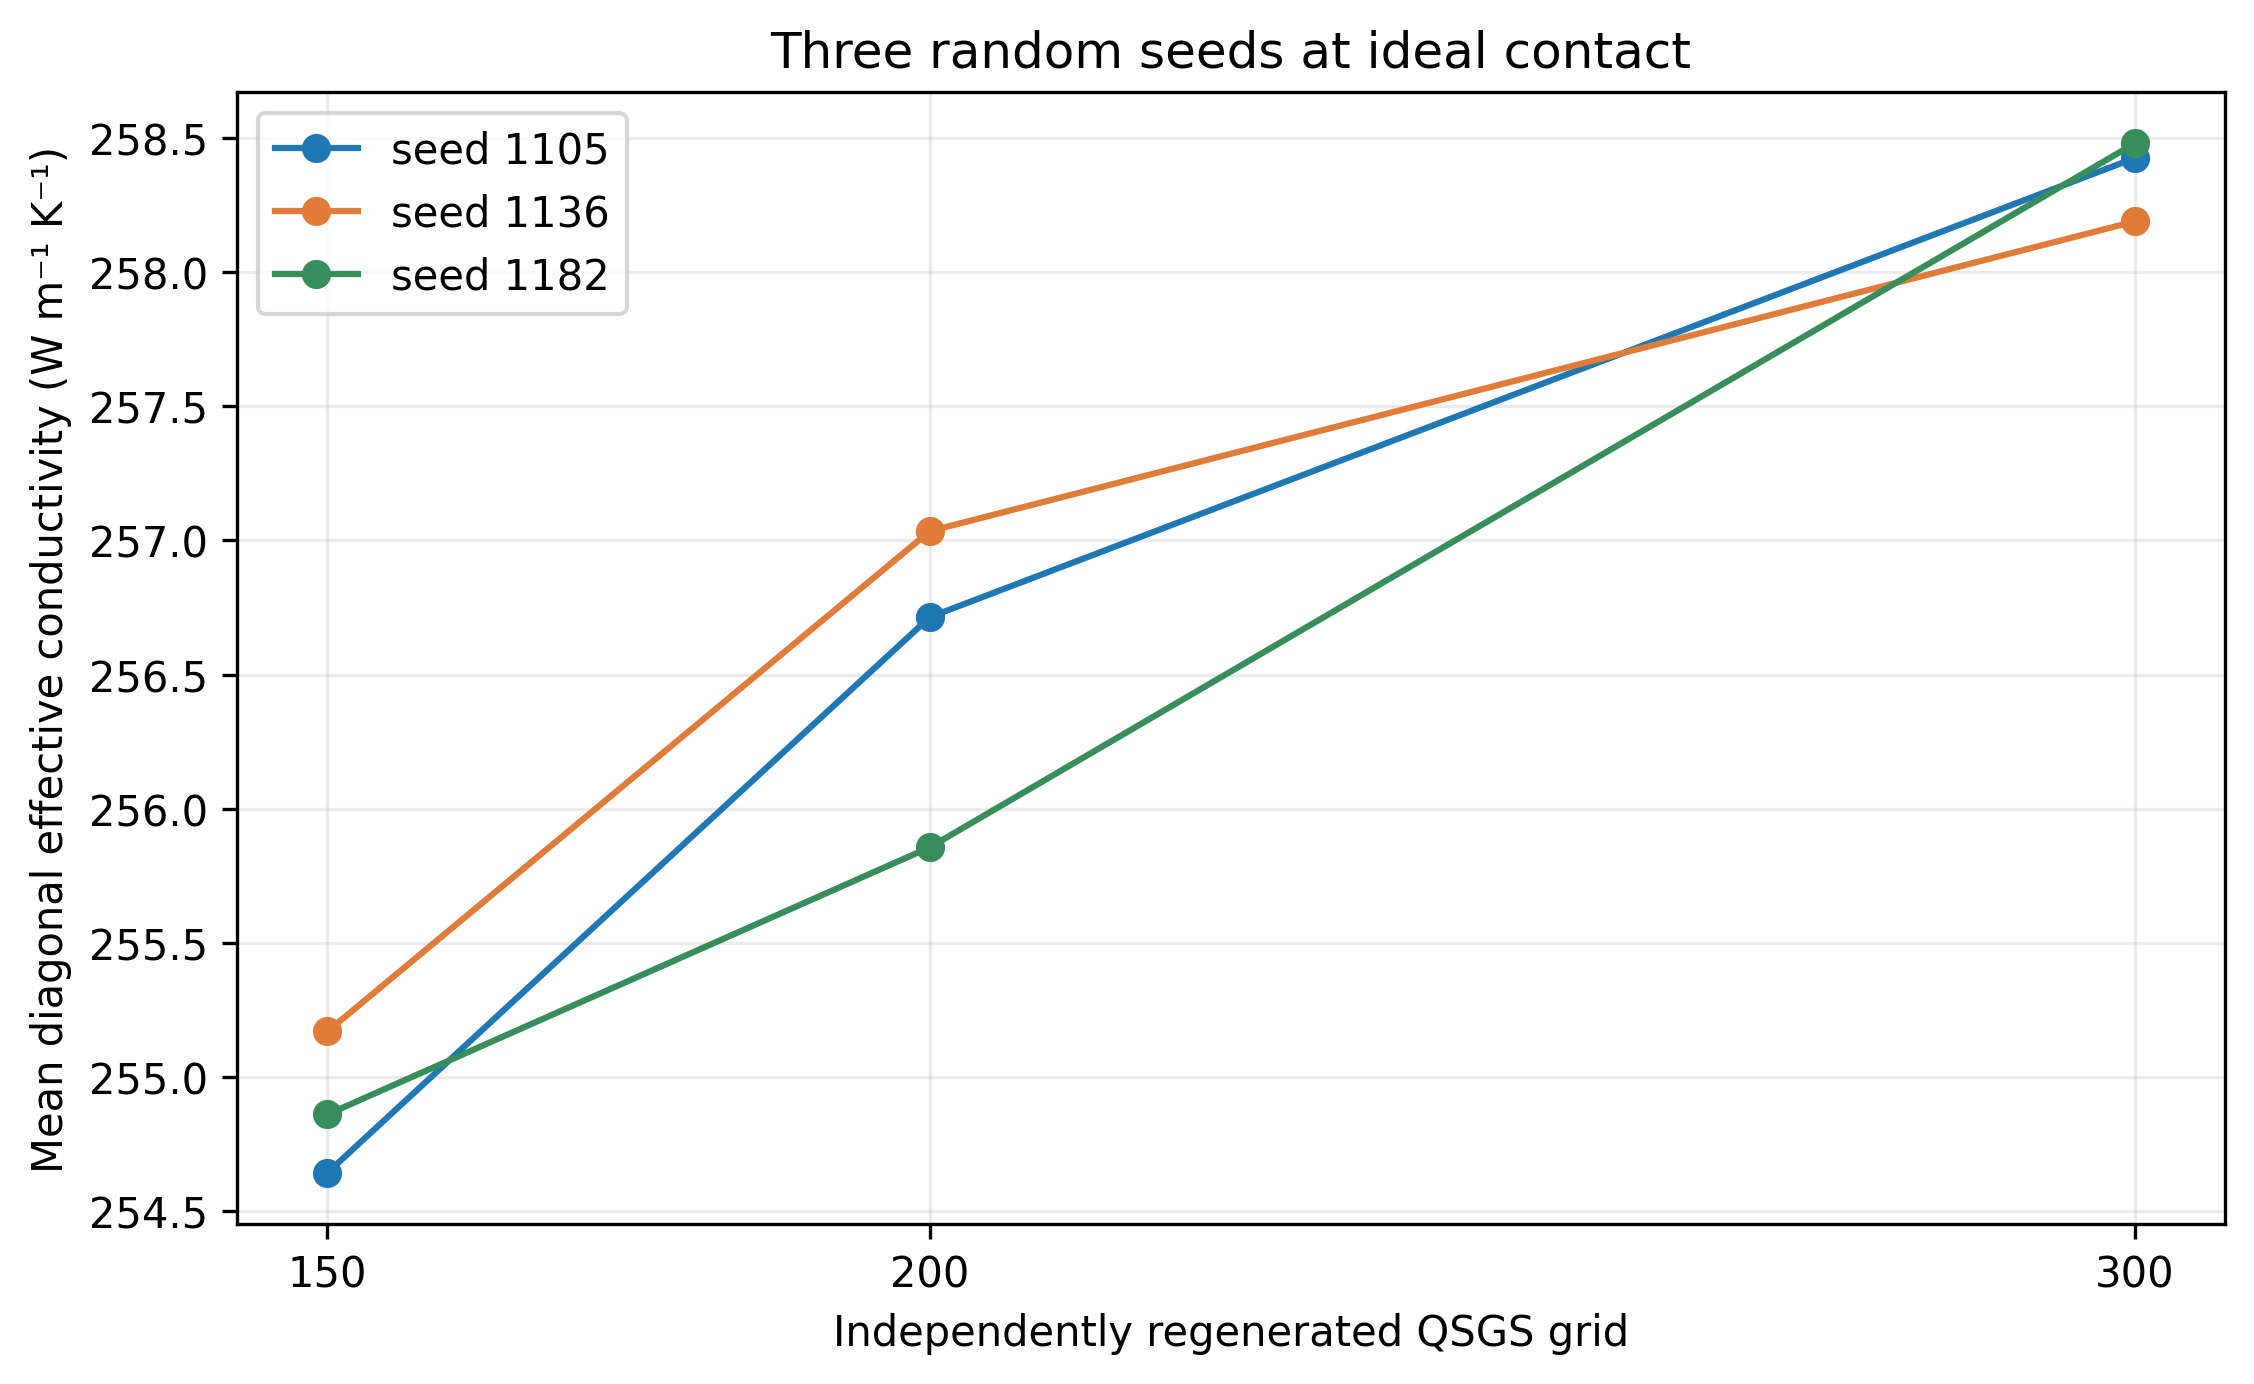 Three random seeds at ideal contact
Mean diagonal effective conductivity (W m⁻¹ K⁻¹)
258.5
258.0
257.5
257.0
256.5
256.0
255.5
255.0
254.5
seed 1105
seed 1136
seed 1182
150 200 300
Independently regenerated QSGS grid